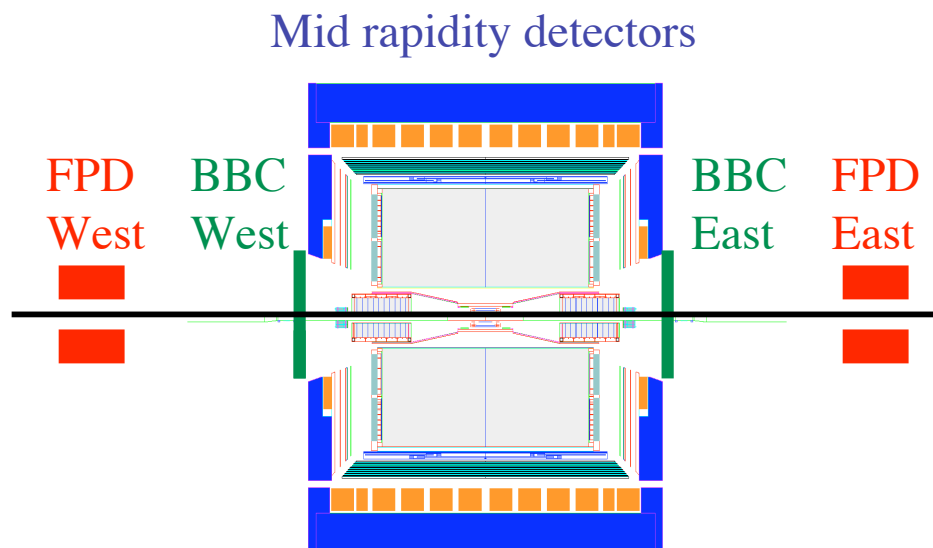 Mid rapidity detectors
FPD
West
BBC
West
BBC
East
FPD
East